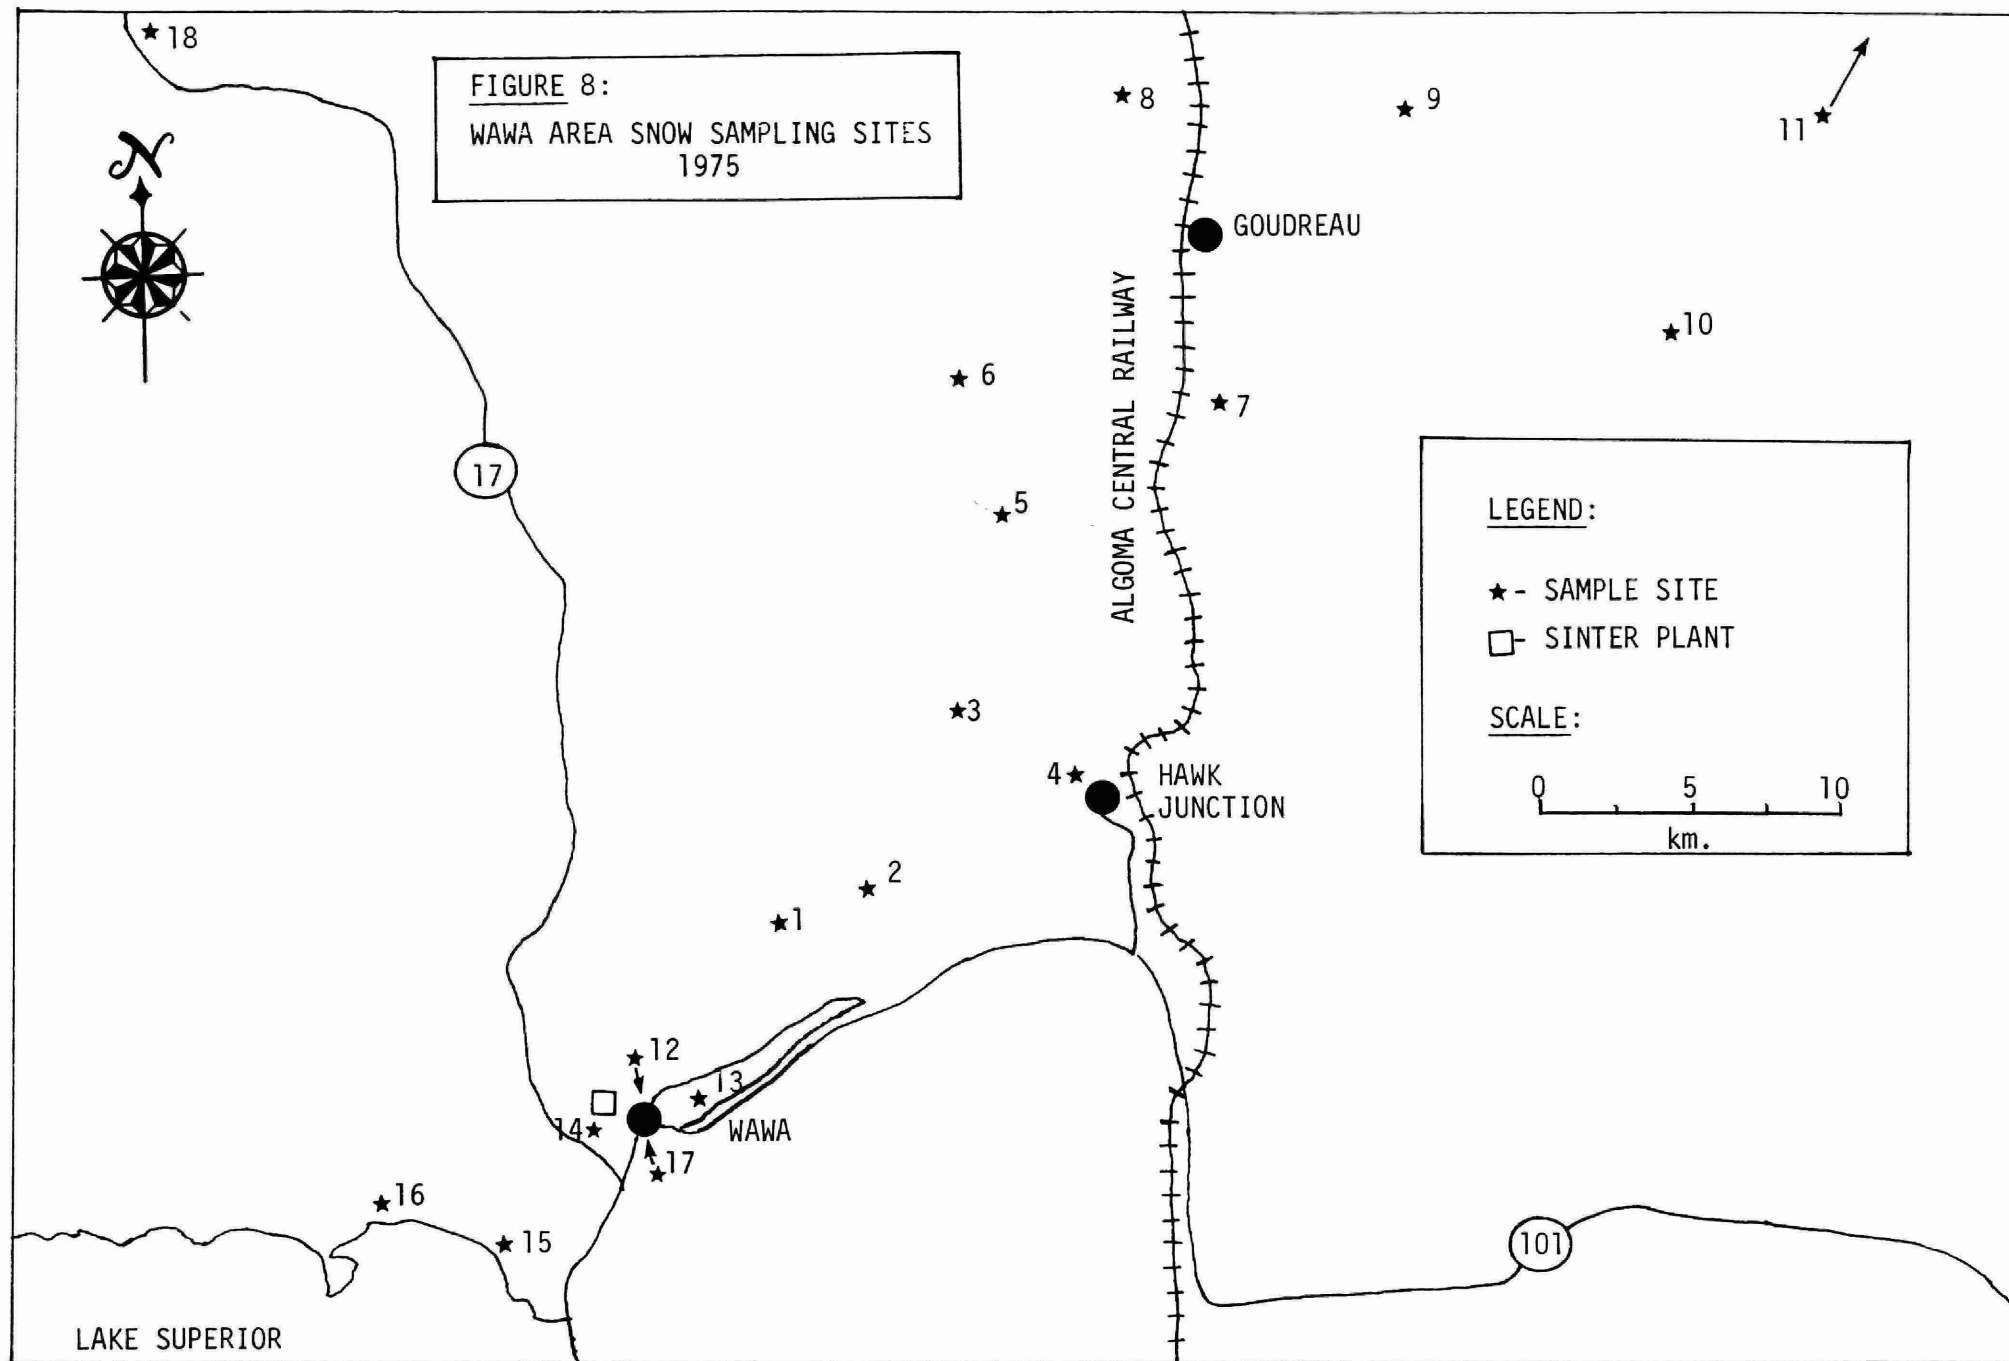 18
FIGURE 8:
WAWA AREA SNOW SAMPLING SITES
1975
8
9
11
N
GOUDREAU
10
6
7
ALGOMA CENTRAL RAILWAY
17
5
LEGEND:
★- SAMPLE SITE
□- SINTER PLANT
SCALE:
0 5 10
km.
3
4
HAWK
JUNCTION
2
1
12
13
14
WAWA
17
16
15
101
LAKE SUPERIOR